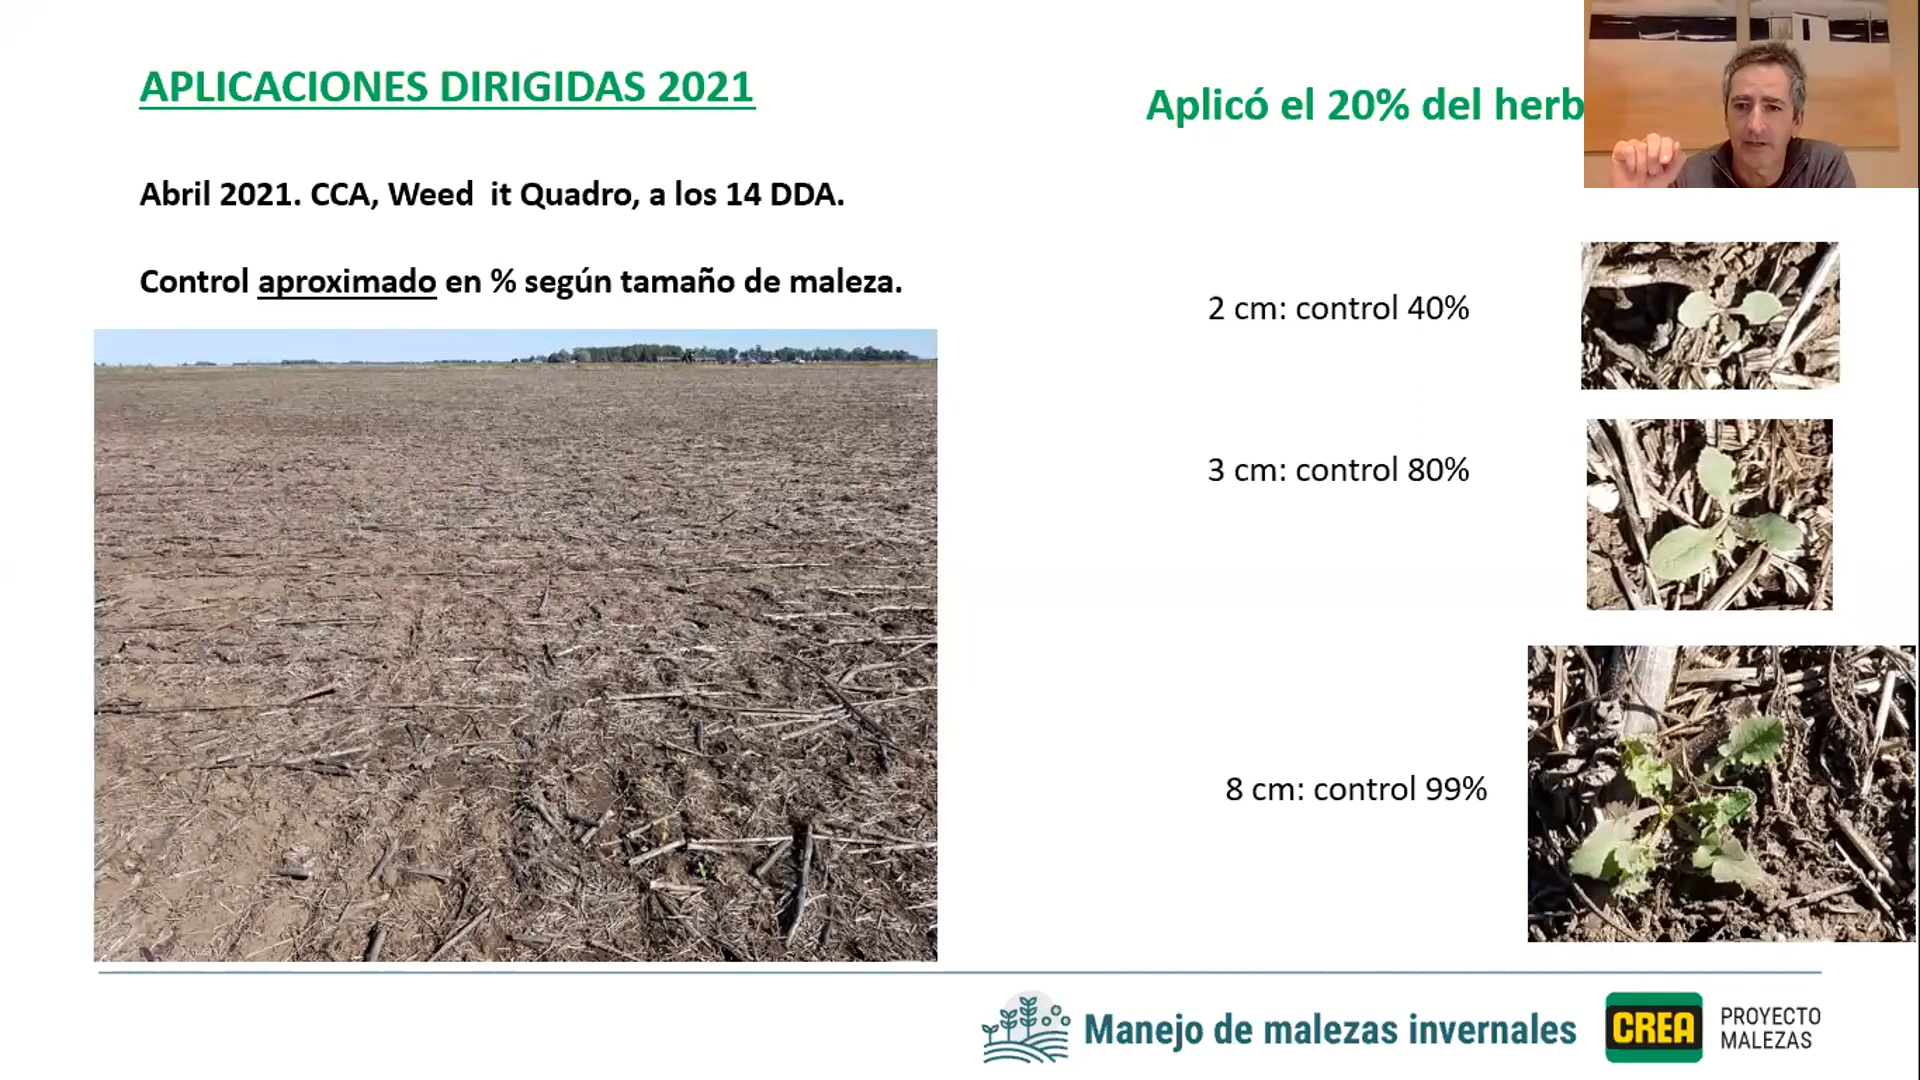 APLICACIONES DIRIGIDAS 2021
Aplicó el 20% del herb
Abril 2021. CCA, Weed it Quadro, a los 14 DDA.
Control aproximado en % según tamaño de maleza.
2 cm: control 40%
3 cm: control 80%
8 cm: control 99%
Manejo de malezas invernales
CREA
PROYECTO
MALEZAS